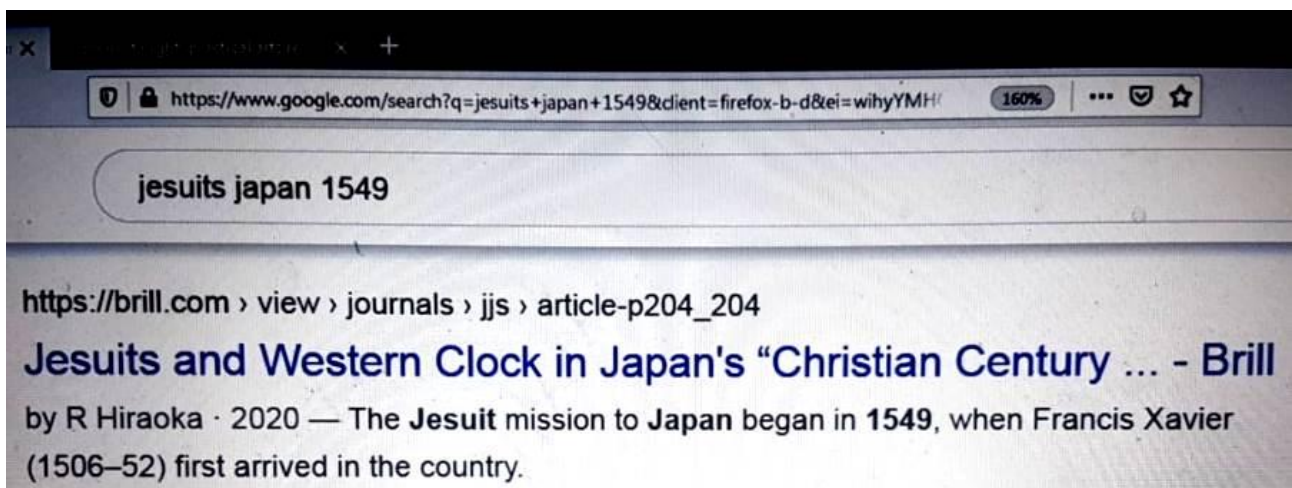 https://www.google.com/search?q=jesuits+japan+1549&client=firefox-b-d&ei=wihyYMH 160%
jesuits japan 1549
https://brill.com › view › journals › jjs › article-p204_204
Jesuits and Western Clock in Japan's “Christian Century ... - Brill
by R Hiraoka · 2020 — The Jesuit mission to Japan began in 1549, when Francis Xavier
(1506–52) first arrived in the country.